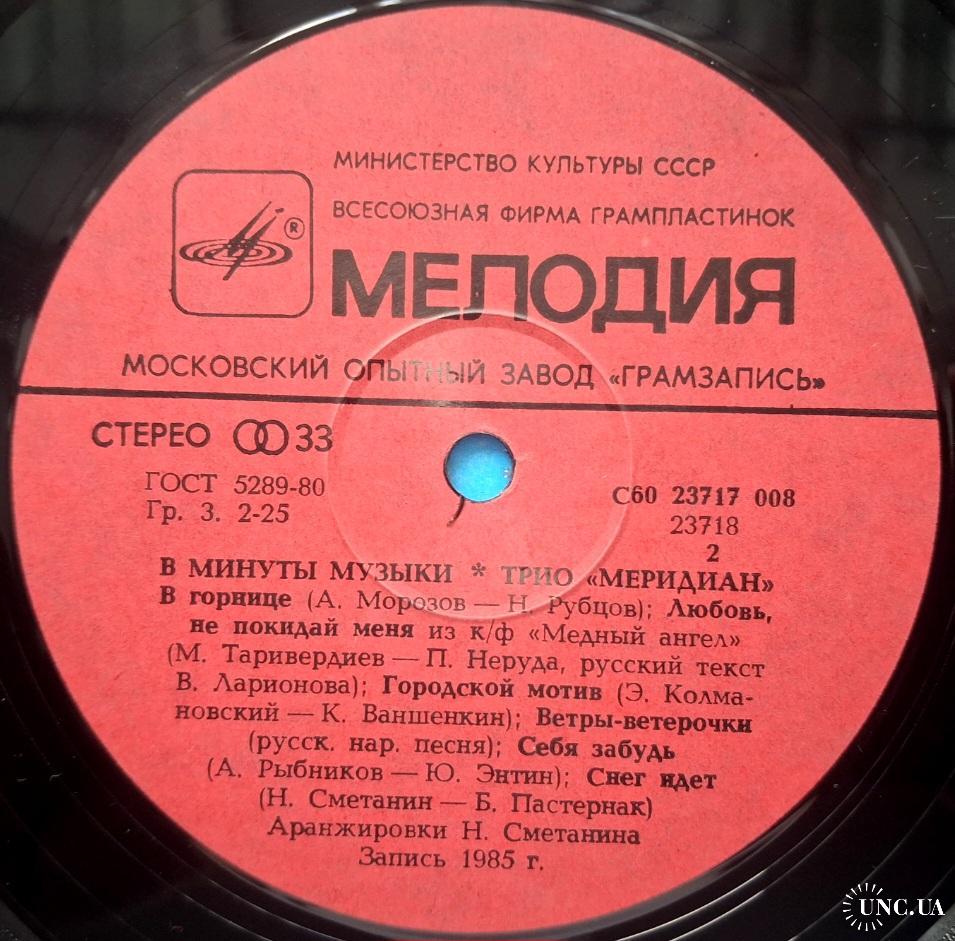 МИНИСТЕРСТВО КУЛЬТУРЫ СССР
ВСЕСОЮЗНАЯ ФИРМА ГРАМПЛАСТИНОК
®
МЕЛОДИЯ
МОСКОВСКИЙ ОПЫТНЫЙ ЗАВОД «ГРАМЗАПИСЬ»
СТЕРЕО 33
ГОСТ 5289-80
Гр. 3. 2-25
С60 23717 008
23718
2
В МИНУТЫ МУЗЫКИ * ТРИО «МЕРИДИАН»
В горнице (А. Морозов — Н. Рубцов); Любовь,
не покидай меня из к/ф «Медный ангел»
(М. Таривердиев — П. Неруда, русский текст
В. Ларионова); Городской мотив (Э. Колма-
новский — К. Ваншенкин); Ветры-ветерочки
(русск. нар. песня); Себя забудь
(А. Рыбников — Ю. Энтин); Снег идет
(Н. Сметанин — Б. Пастернак)
Аранжировки Н. Сметанина
Запись 1985 г.
UNC.UA